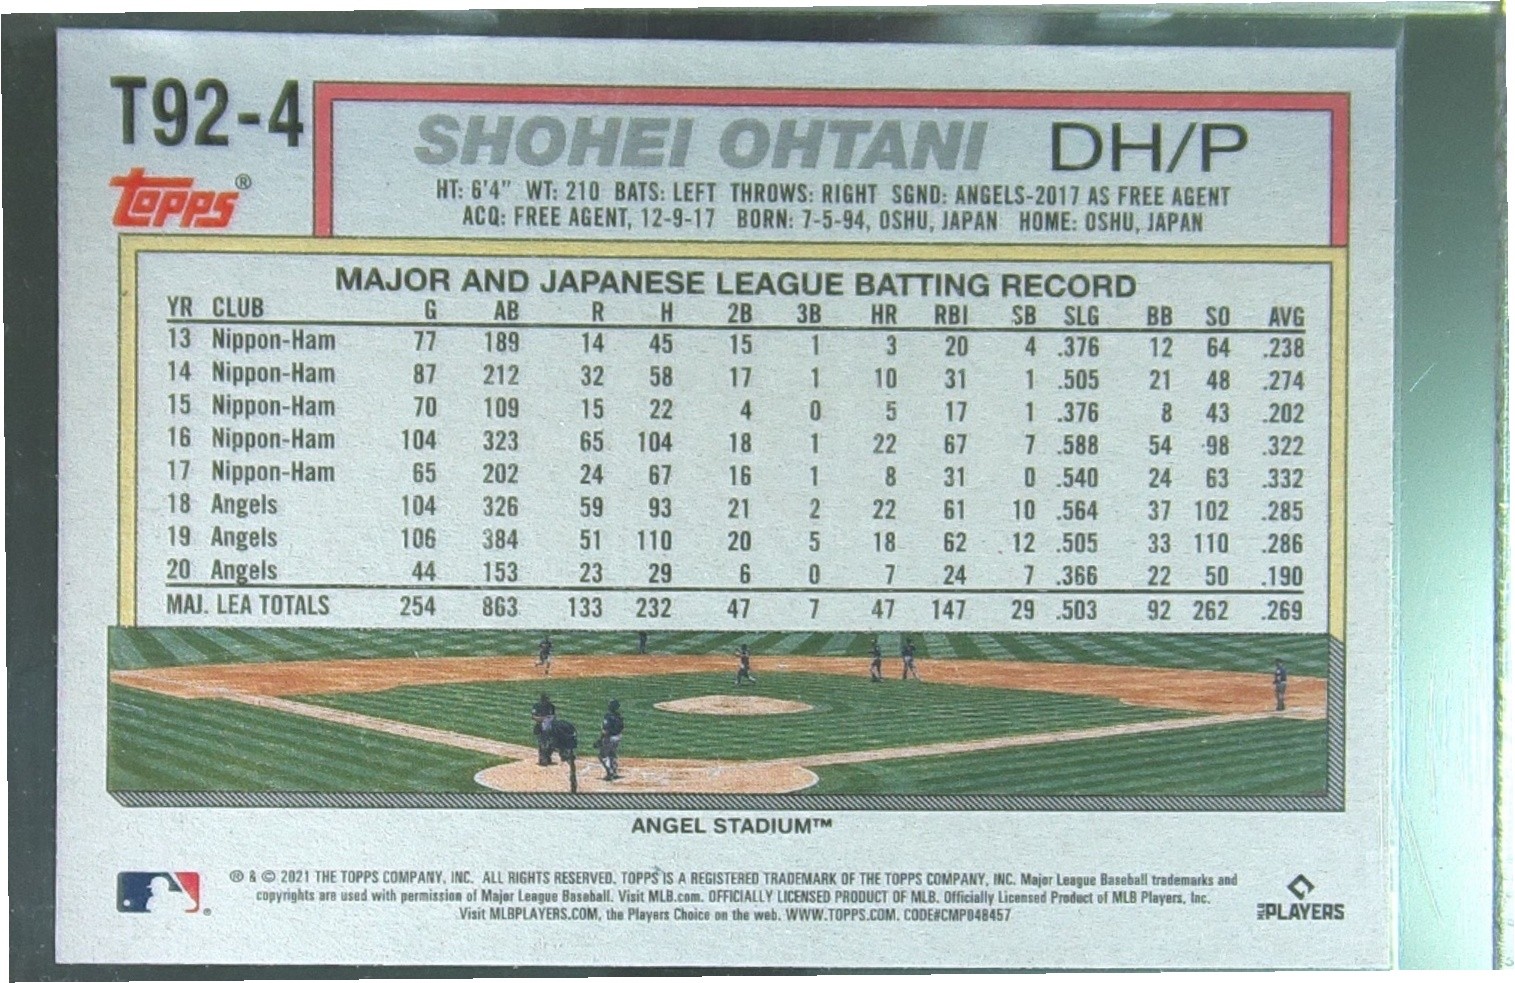 T92-4
Topps®
SHOHEI OHTANI DH/P
HT: 6'4" WT: 210 BATS: LEFT THROWS: RIGHT SGND: ANGELS-2017 AS FREE AGENT
ACQ: FREE AGENT, 12-9-17 BORN: 7-5-94, OSHU, JAPAN HOME: OSHU, JAPAN
MAJOR AND JAPANESE LEAGUE BATTING RECORD
YR CLUB G AB R H 2B 3B HR RBI SB SLG BB SO AVG
13 Nippon-Ham 77 189 14 45 15 1 3 20 4 .376 12 64 .238
14 Nippon-Ham 87 212 32 58 17 1 10 31 1 .505 21 48 .274
15 Nippon-Ham 70 109 15 22 4 0 5 17 1 .376 8 43 .202
16 Nippon-Ham 104 323 65 104 18 1 22 67 7 .588 54 98 .322
17 Nippon-Ham 65 202 24 67 16 1 8 31 0 .540 24 63 .332
18 Angels 104 326 59 93 21 2 22 61 10 .564 37 102 .285
19 Angels 106 384 51 110 20 5 18 62 12 .505 33 110 .286
20 Angels 44 153 23 29 6 0 7 24 7 .366 22 50 .190
MAJ. LEA TOTALS 254 863 133 232 47 7 47 147 29 .503 92 262 .269
ANGEL STADIUM™
® & © 2021 THE TOPPS COMPANY, INC. ALL RIGHTS RESERVED. TOPPS IS A REGISTERED TRADEMARK OF THE TOPPS COMPANY, INC. Major League Baseball trademarks and
copyrights are used with permission of Major League Baseball. Visit MLB.com. OFFICIALLY LICENSED PRODUCT OF MLB. Officially Licensed Product of MLB Players, Inc.
Visit MLBPLAYERS.COM, the Players Choice on the web. WWW.TOPPS.COM. CODE#CMP048457
MLB PLAYERS